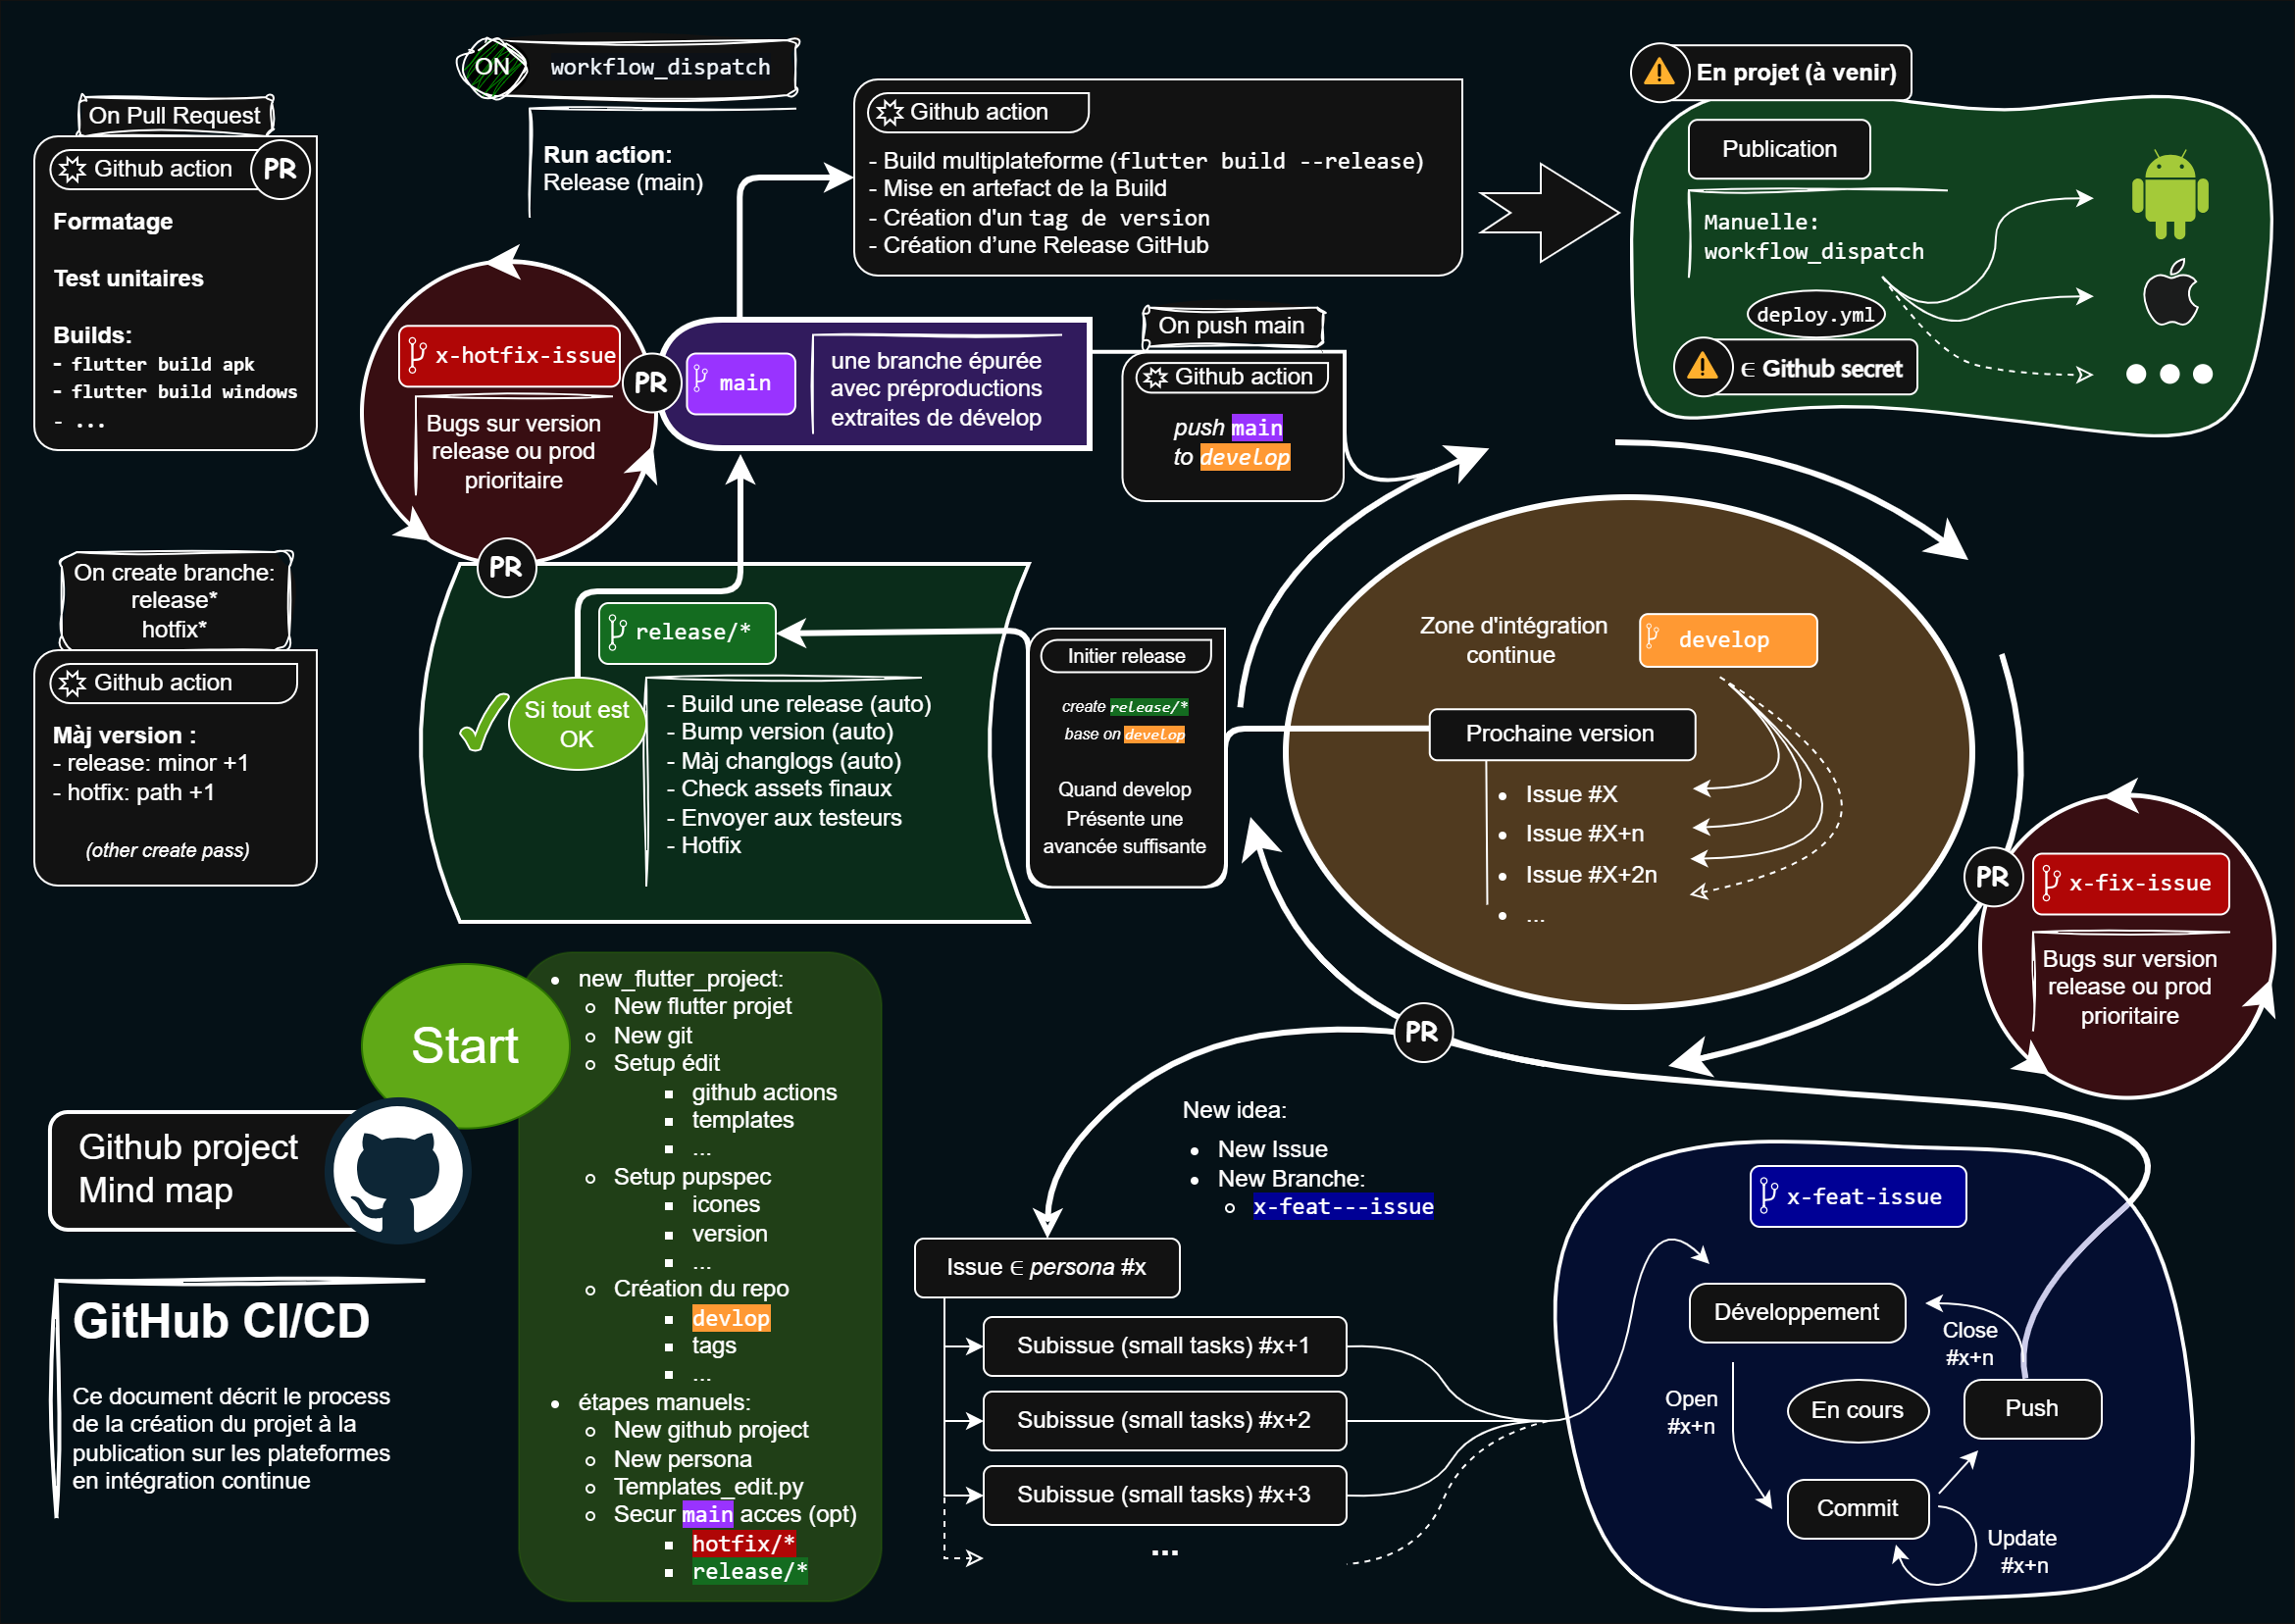 ON
workflow_dispatch
Run action:
Release (main)
On Pull Request
Github action
PR
Formatage
Test unitaires
Builds:
- flutter build apk
- flutter build windows
- ...
Github action
- Build multiplateforme (flutter build --release)
- Mise en artefact de la Build
- Création d'un tag de version
- Création d’une Release GitHub
En projet (à venir)
Publication
Manuelle:
workflow_dispatch
deploy.yml
∈ Github secret
x-hotfix-issue
Bugs sur version
release ou prod
prioritaire
PR
main
une branche épurée
avec préproductions
extraites de dévelop
On push main
Github action
push main
to develop
On create branche:
release*
hotfix*
Github action
Màj version :
- release: minor +1
- hotfix: path +1
(other create pass)
PR
release/*
Si tout est
OK
- Build une release (auto)
- Bump version (auto)
- Màj changlogs (auto)
- Check assets finaux
- Envoyer aux testeurs
- Hotfix
Initier release
create release/*
base on develop
Quand develop
Présente une
avancée suffisante
Zone d'intégration
continue
develop
Prochaine version
• Issue #X
• Issue #X+n
• Issue #X+2n
• ...
PR
x-fix-issue
Bugs sur version
release ou prod
prioritaire
Start
Github project
Mind map
GitHub CI/CD
Ce document décrit le process
de la création du projet à la
publication sur les plateformes
en intégration continue
• new_flutter_project:
◦ New flutter projet
◦ New git
◦ Setup édit
▪ github actions
▪ templates
▪ ...
◦ Setup pupspec
▪ icones
▪ version
▪ ...
◦ Création du repo
▪ devlop
▪ tags
▪ ...
• étapes manuels:
◦ New github project
◦ New persona
◦ Templates_edit.py
◦ Secur main acces (opt)
▪ hotfix/*
▪ release/*
PR
New idea:
• New Issue
• New Branche:
◦ x-feat---issue
Issue ∈ persona #x
Subissue (small tasks) #x+1
Subissue (small tasks) #x+2
Subissue (small tasks) #x+3
...
x-feat-issue
Développement
Close
#x+n
Open
#x+n
En cours
Push
Commit
Update
#x+n